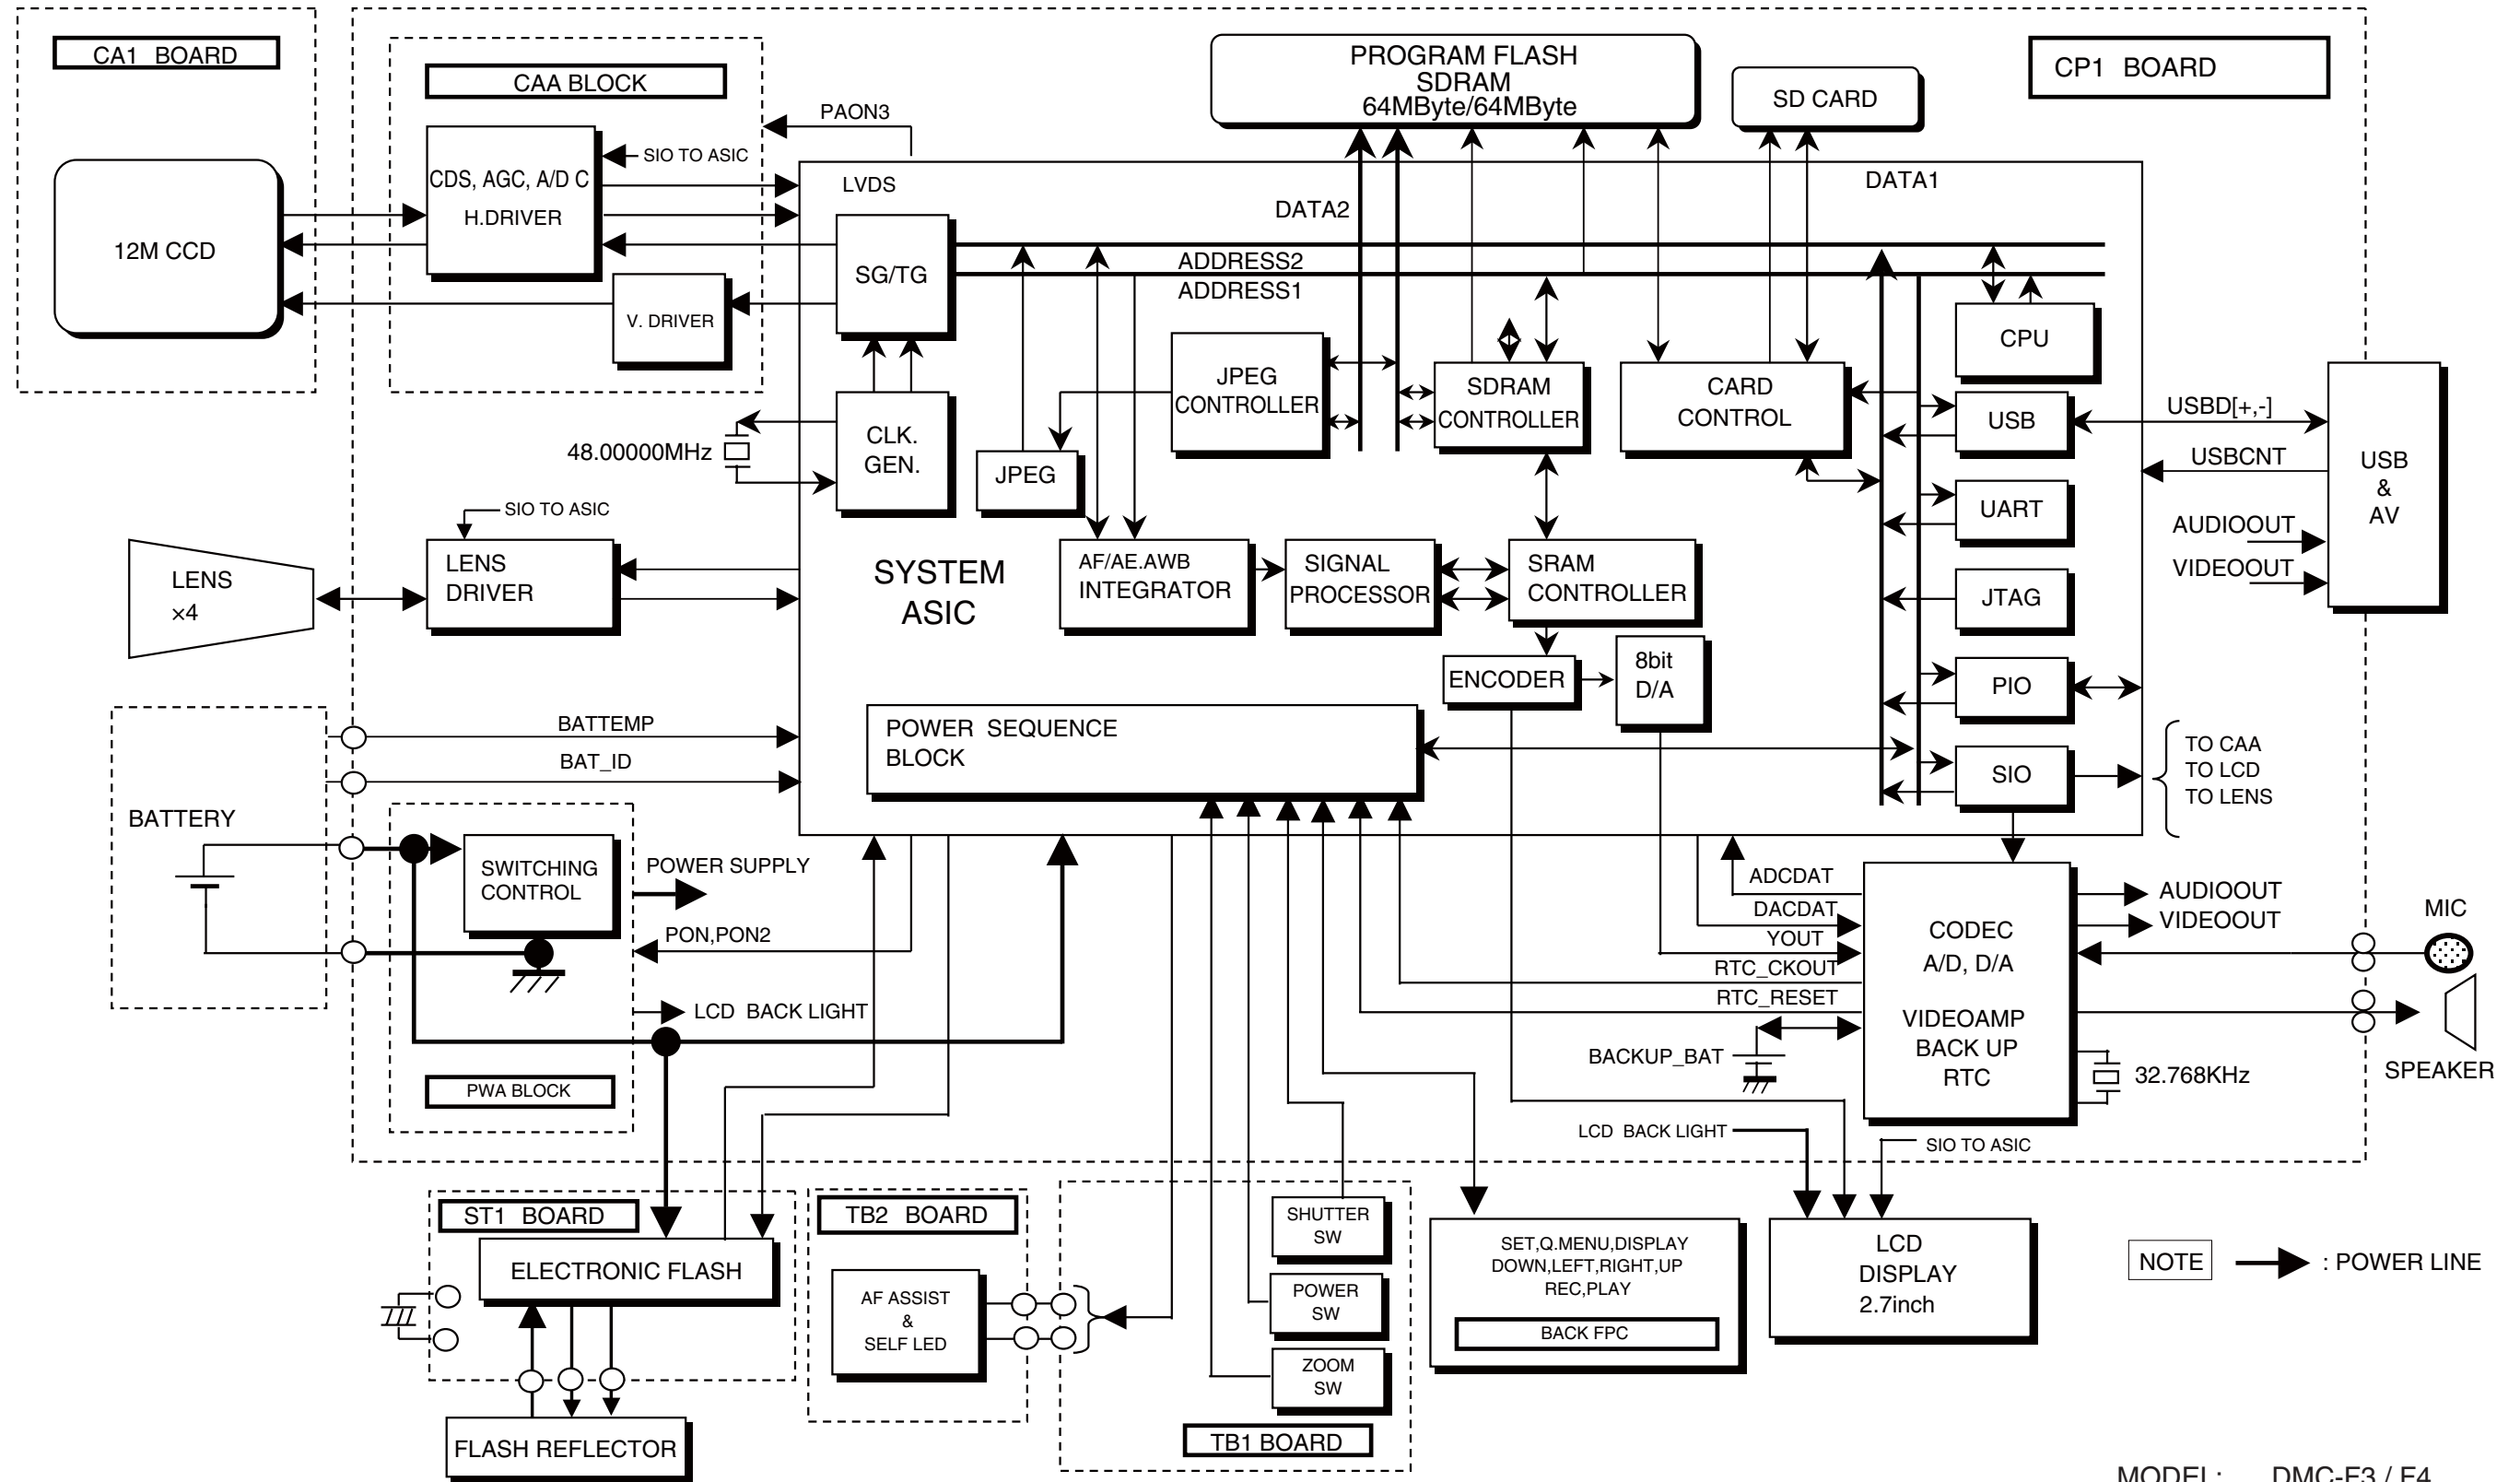 CA1 BOARD
12M CCD
CAA BLOCK
CDS, AGC, A/D C
H.DRIVER
SIO TO ASIC
V. DRIVER
PAON3
PROGRAM FLASH
SDRAM
64MByte/64MByte
SD CARD
CP1 BOARD
LVDS
DATA2
DATA1
SG/TG
ADDRESS2
ADDRESS1
CPU
JPEG
CONTROLLER
SDRAM
CONTROLLER
CARD
CONTROL
USB
USBD[+,-]
USBCNT
USB
&
AV
AUDIOOUT
VIDEOOUT
48.00000MHz
CLK.
GEN.
JPEG
UART
SIO TO ASIC
LENS
×4
LENS
DRIVER
SYSTEM
ASIC
AF/AE.AWB
INTEGRATOR
SIGNAL
PROCESSOR
SRAM
CONTROLLER
JTAG
ENCODER
8bit
D/A
PIO
BATTEMP
BAT_ID
POWER SEQUENCE
BLOCK
SIO
TO CAA
TO LCD
TO LENS
BATTERY
SWITCHING
CONTROL
POWER SUPPLY
PON,PON2
LCD BACK LIGHT
PWA BLOCK
ADCDAT
DACDAT
YOUT
RTC_CKOUT
RTC_RESET
BACKUP_BAT
CODEC
A/D, D/A
VIDEOAMP
BACK UP
RTC
AUDIOOUT
VIDEOOUT
MIC
SPEAKER
32.768KHz
LCD BACK LIGHT
SIO TO ASIC
ST1 BOARD
ELECTRONIC FLASH
FLASH REFLECTOR
TB2 BOARD
AF ASSIST
&
SELF LED
SHUTTER
SW
POWER
SW
ZOOM
SW
TB1 BOARD
SET,Q.MENU,DISPLAY
DOWN,LEFT,RIGHT,UP
REC,PLAY
BACK FPC
LCD
DISPLAY
2.7inch
NOTE : POWER LINE
MODEL: DMC-F3 / F4